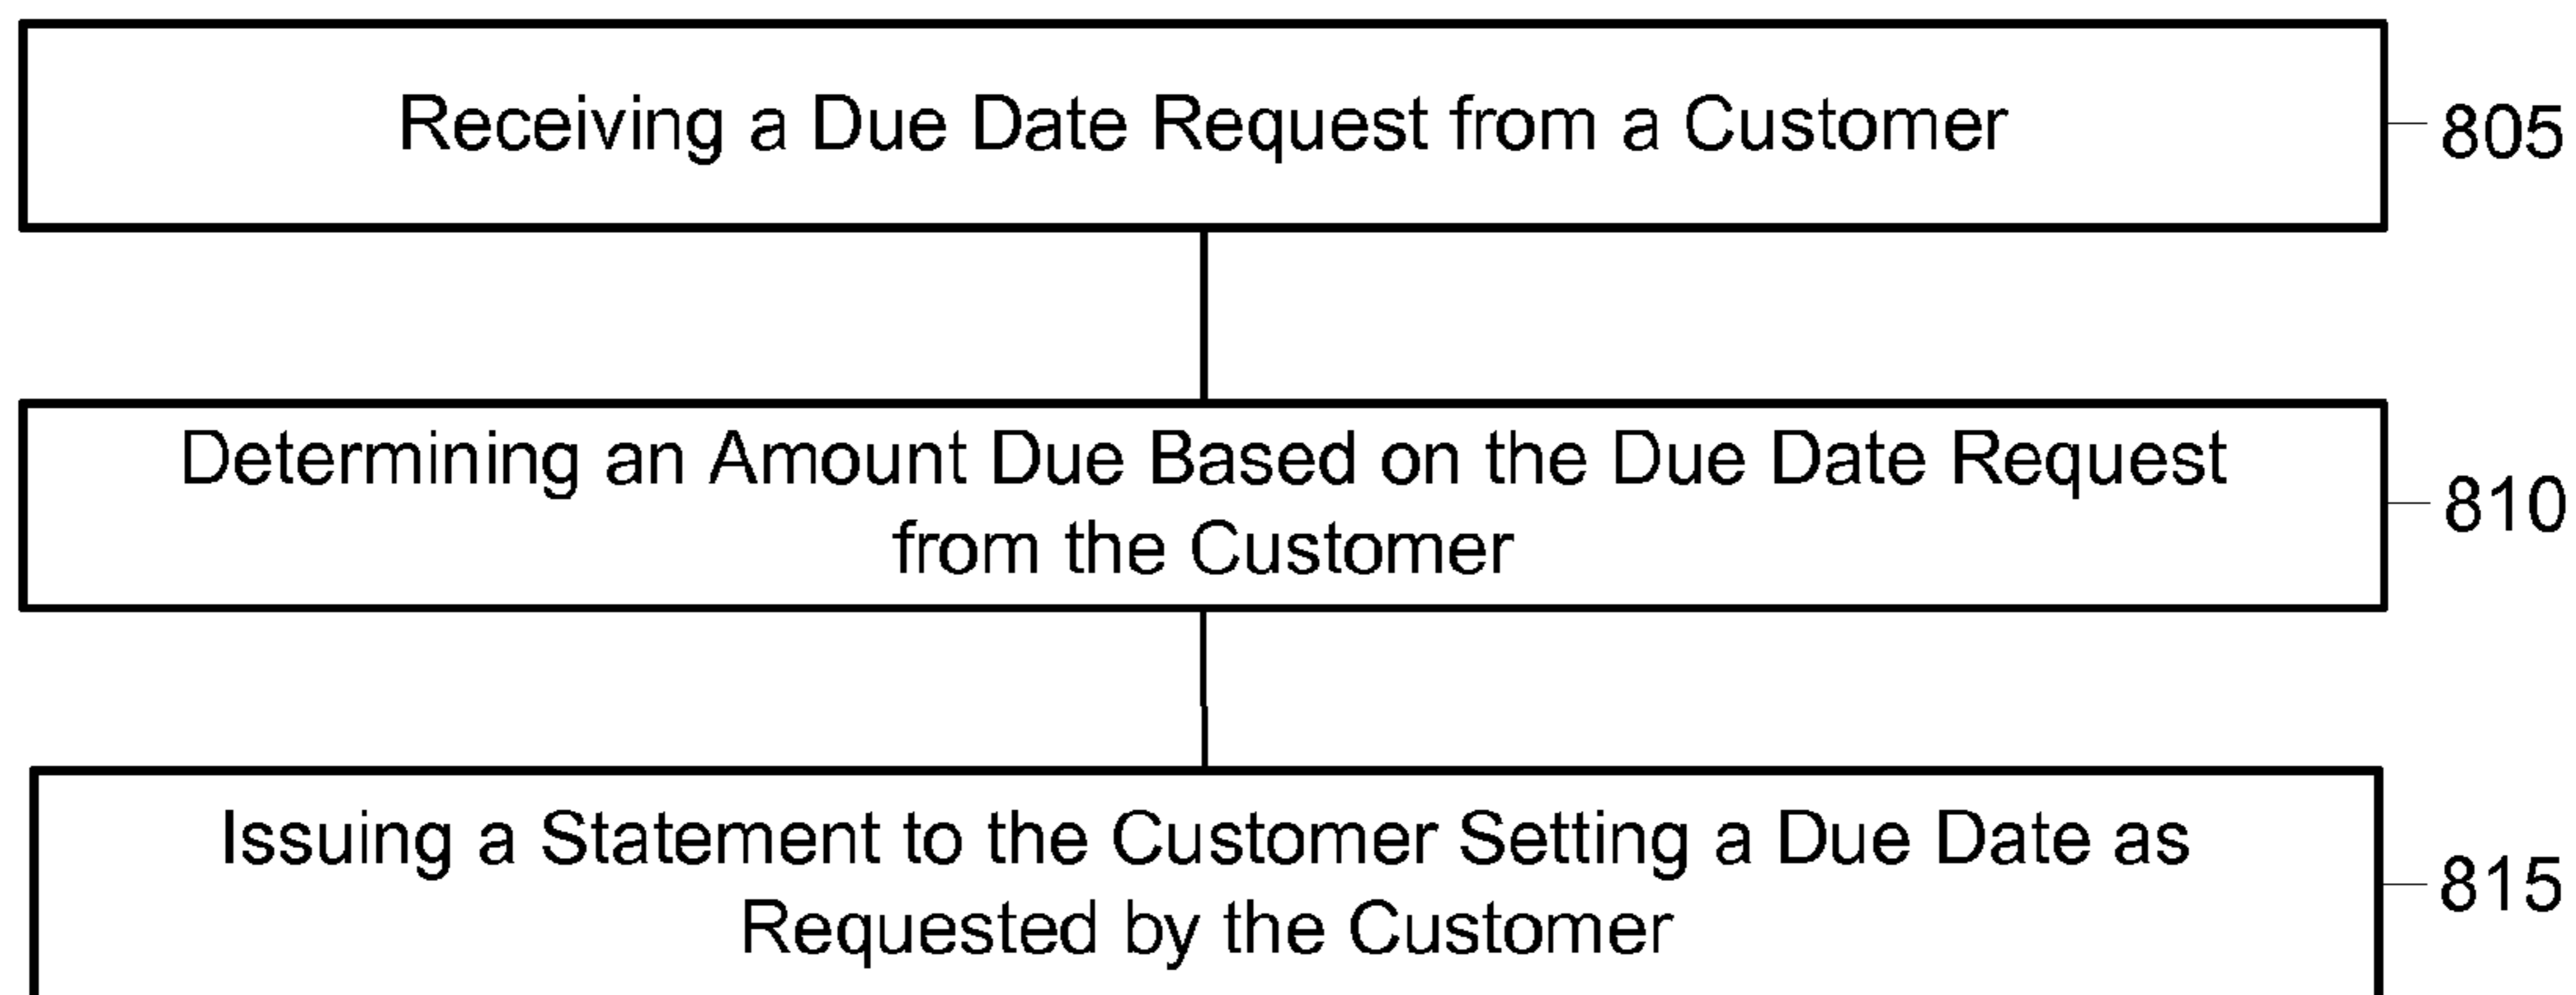 Receiving a Due Date Request from a Customer
805
Determining an Amount Due Based on the Due Date Request
from the Customer
810
Issuing a Statement to the Customer Setting a Due Date as
Requested by the Customer
815